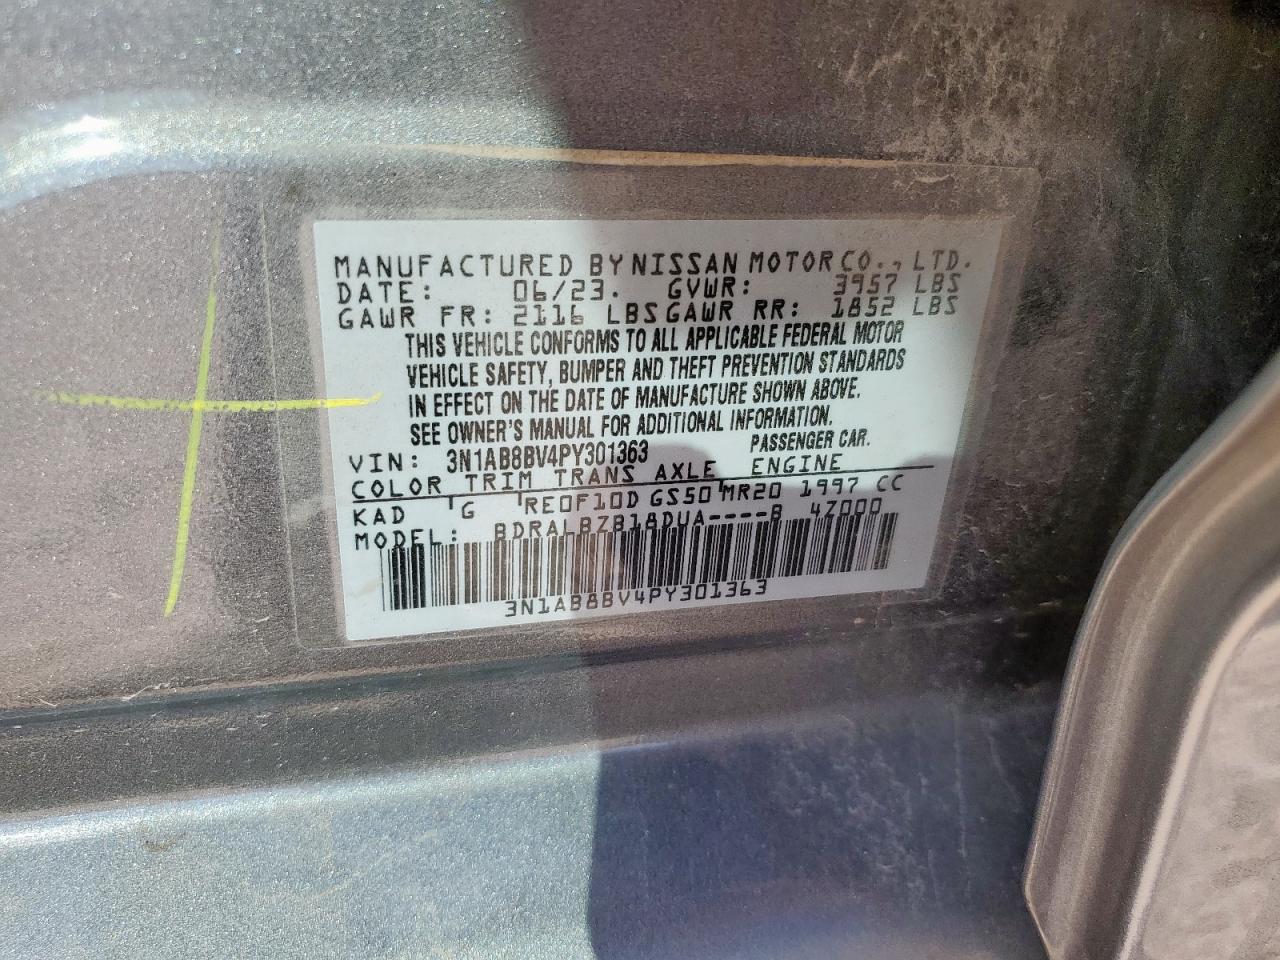 MANUFACTURED BY NISSAN MOTOR CO., LTD.
DATE: 06/23. GVWR: 3957 LBS
GAWR FR: 2116 LBS GAWR RR: 1852 LBS
THIS VEHICLE CONFORMS TO ALL APPLICABLE FEDERAL MOTOR
VEHICLE SAFETY, BUMPER AND THEFT PREVENTION STANDARDS
IN EFFECT ON THE DATE OF MANUFACTURE SHOWN ABOVE.
SEE OWNER'S MANUAL FOR ADDITIONAL INFORMATION.
VIN: 3N1AB8BV4PY301363 PASSENGER CAR.
COLOR TRIM TRANS AXLE ENGINE
KAD G RE0F10D GS50 MR20 1997 CC
MODEL: BDRALBZB18DUA----B 4Z000
3N1AB8BV4PY301363